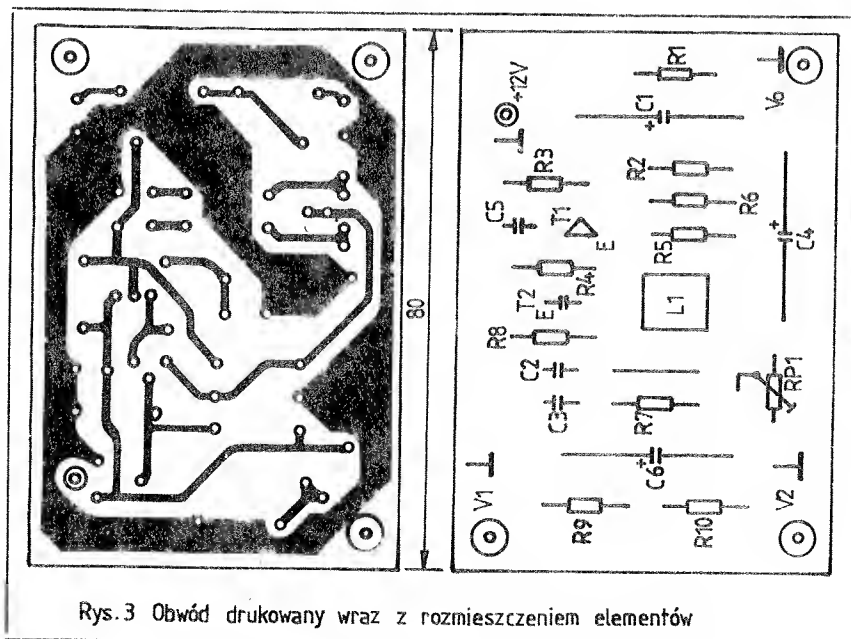 R1
C1
+12V
Vo
R3
R2
C5
T1
R6
E
R5
C4
R4
T2
E
L1
80
R8
C2
RP1
C3
R7
C6
V1
V2
R9
R10
Rys.3 Obwód drukowany wraz z rozmieszczeniem elementów